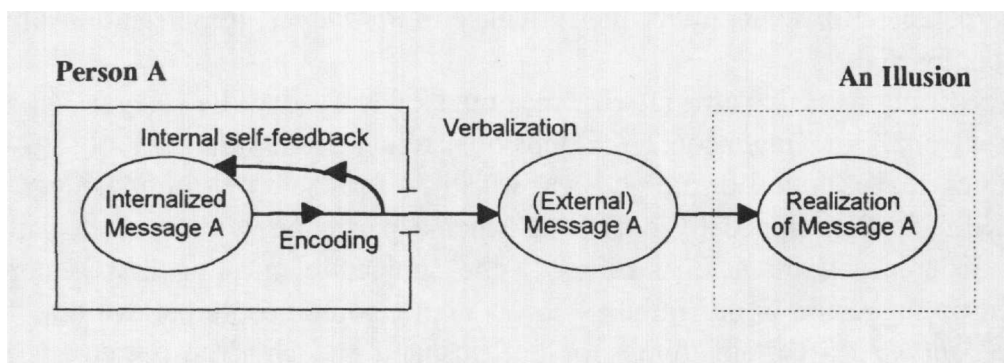 Person A
An Illusion
Internal self-feedback
Verbalization
Internalized
Message A
Encoding
(External)
Message A
Realization
of Message A